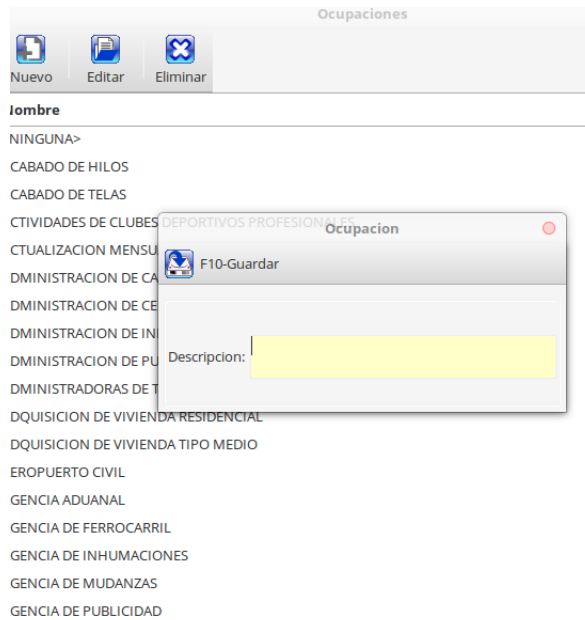 Ocupaciones
Nuevo Editar Eliminar
Nombre
NINGUNA>
CABADO DE HILOS
CABADO DE TELAS
CTIVIDADES DE CLUBES DEPORTIVOS PROFESIONALES
Ocupacion
CTUALIZACION MENSU
F10-Guardar
DMINISTRACION DE CA
DMINISTRACION DE CE
DMINISTRACION DE IN
DMINISTRACION DE PU
Descripcion:
DMINISTRADORAS DE T
DQUISICION DE VIVIENDA RESIDENCIAL
DQUISICION DE VIVIENDA TIPO MEDIO
EROPUERTO CIVIL
GENCIA ADUANAL
GENCIA DE FERROCARRIL
GENCIA DE INHUMACIONES
GENCIA DE MUDANZAS
GENCIA DE PUBLICIDAD